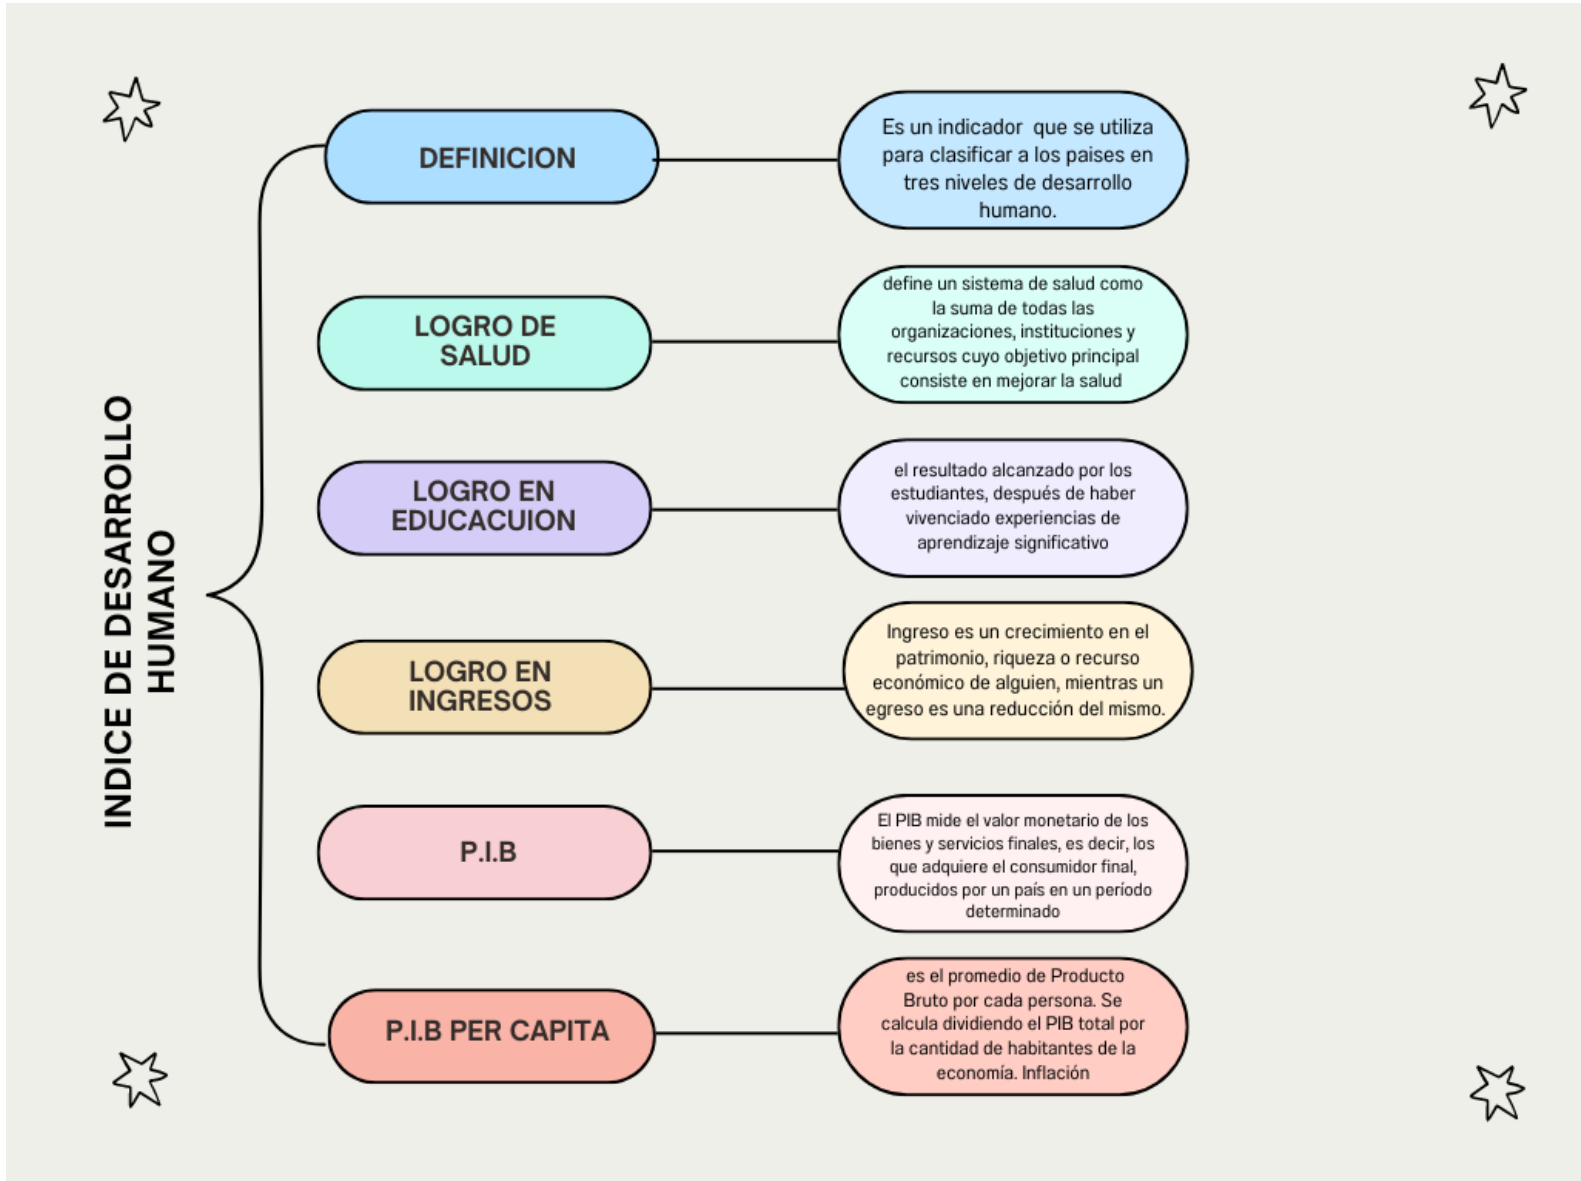 INDICE DE DESARROLLO
HUMANO
DEFINICION
Es un indicador que se utiliza
para clasificar a los paises en
tres niveles de desarrollo
humano.
LOGRO DE
SALUD
define un sistema de salud como
la suma de todas las
organizaciones, instituciones y
recursos cuyo objetivo principal
consiste en mejorar la salud
LOGRO EN
EDUCACUION
el resultado alcanzado por los
estudiantes, después de haber
vivenciado experiencias de
aprendizaje significativo
LOGRO EN
INGRESOS
Ingreso es un crecimiento en el
patrimonio, riqueza o recurso
económico de alguien, mientras un
egreso es una reducción del mismo.
P.I.B
El PIB mide el valor monetario de los
bienes y servicios finales, es decir, los
que adquiere el consumidor final,
producidos por un país en un período
determinado
P.I.B PER CAPITA
es el promedio de Producto
Bruto por cada persona. Se
calcula dividiendo el PIB total por
la cantidad de habitantes de la
economía. Inflación